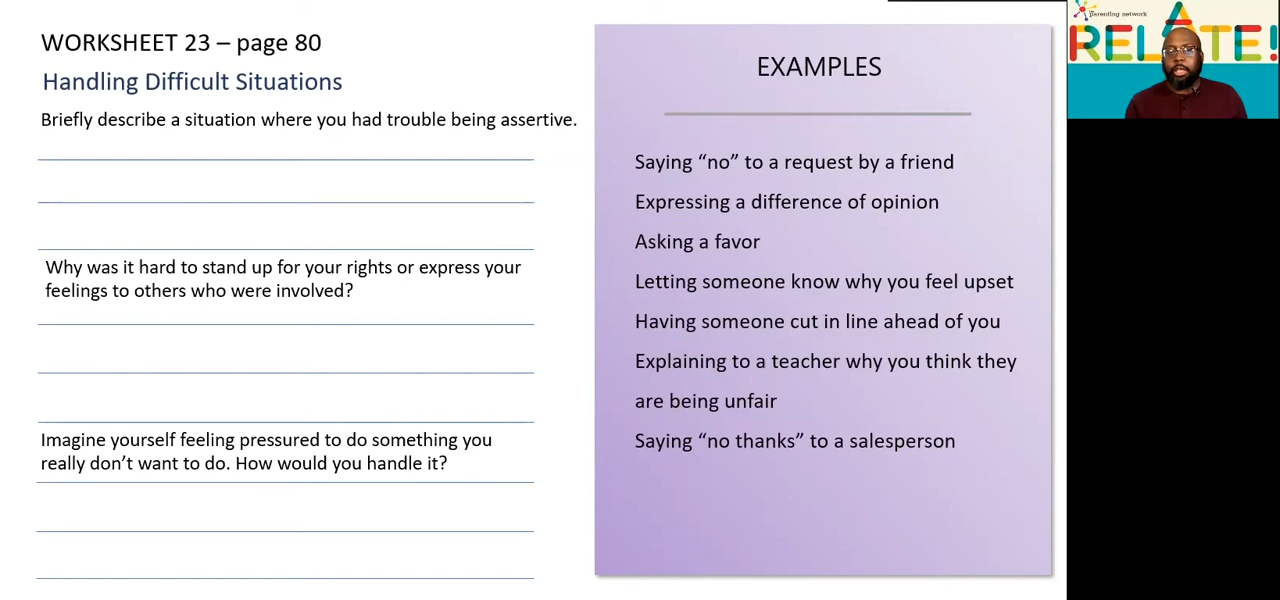 WORKSHEET 23 – page 80
Handling Difficult Situations
Briefly describe a situation where you had trouble being assertive.
Why was it hard to stand up for your rights or express your
feelings to others who were involved?
Imagine yourself feeling pressured to do something you
really don’t want to do. How would you handle it?
EXAMPLES
Saying “no” to a request by a friend
Expressing a difference of opinion
Asking a favor
Letting someone know why you feel upset
Having someone cut in line ahead of you
Explaining to a teacher why you think they
are being unfair
Saying “no thanks” to a salesperson
the parenting network
RELATE!